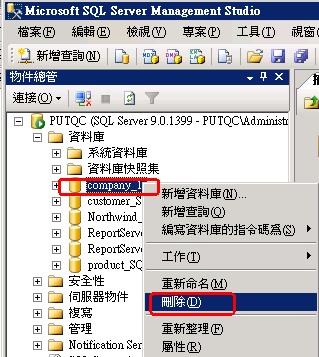 Microsoft SQL Server Management Studio
檔案(F) 編輯(E) 檢視(V) 專案(P) 工具(T) 視窗
新增查詢(N)
物件總管
連接(O)
PUTQC (SQL Server 9.0.1399 - PUTQC\Adminis
資料庫
系統資料庫
資料庫快照集
company_
customer_S
Northwind_
ReportServe
ReportServe
product_SQ
安全性
伺服器物件
複寫
管理
Notification Serv
新增資料庫(N)...
新增查詢(Q)
編寫資料庫的指令碼為(S)
工作(T)
重新命名(M)
刪除(D)
重新整理(F)
屬性(R)